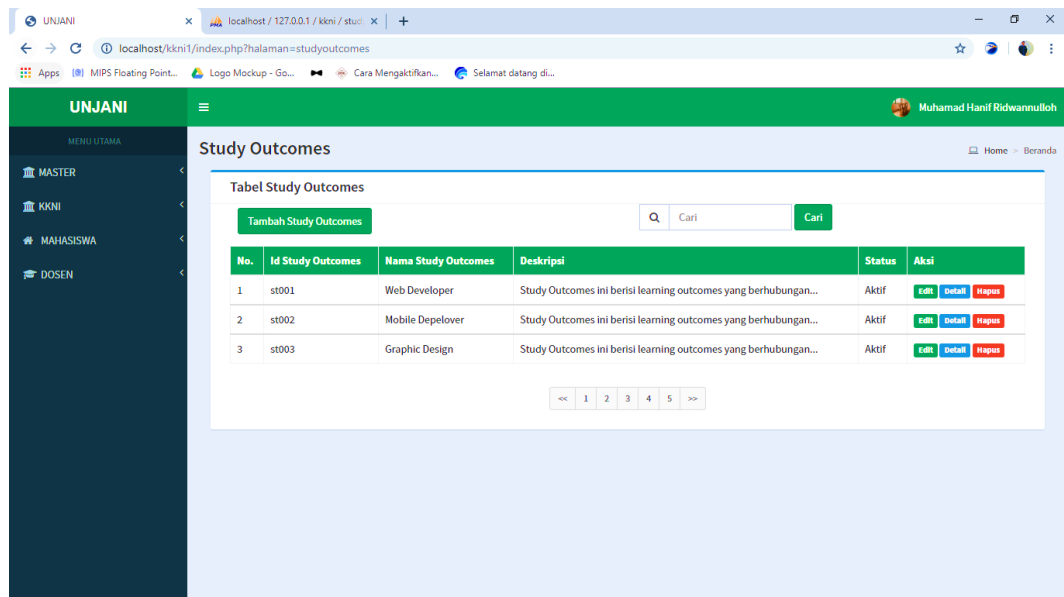 UNJANI
localhost / 127.0.0.1 / kkni / stud
localhost/kkni1/index.php?halaman=studyoutcomes
Apps MIPS Floating Point... Logo Mockup - Go... Cara Mengaktifkan... Selamat datang di...
UNJANI Muhamad Hanif Ridwannulloh
MENU UTAMA
Study Outcomes Home > Beranda
MASTER
KKNI
MAHASISWA
DOSEN
Tabel Study Outcomes
Tambah Study Outcomes Cari Cari
No. Id Study Outcomes Nama Study Outcomes Deskripsi Status Aksi
1 st001 Web Developer Study Outcomes ini berisi learning outcomes yang berhubungan... Aktif Edit Detail Hapus
2 st002 Mobile Depelover Study Outcomes ini berisi learning outcomes yang berhubungan... Aktif Edit Detail Hapus
3 st003 Graphic Design Study Outcomes ini berisi learning outcomes yang berhubungan... Aktif Edit Detail Hapus
<< 1 2 3 4 5 >>